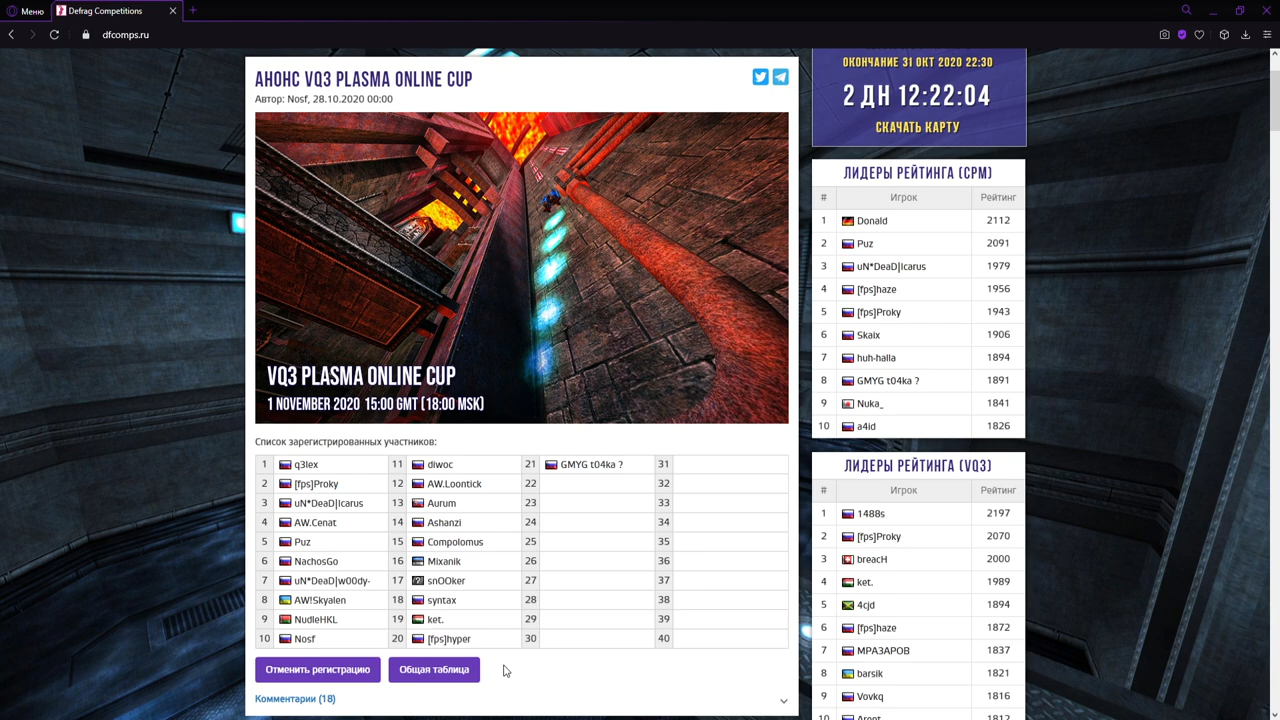 Меню
Defrag Competitions
dfcomps.ru
АНОНС VQ3 PLASMA ONLINE CUP
Автор: Nosf, 28.10.2020 00:00
VQ3 PLASMA ONLINE CUP
1 NOVEMBER 2020 15:00 GMT (18:00 MSK)
Список зарегистрированных участников:
1 q3lex 11 diwoc 21 GMYG t04ka ? 31
2 [fps]Proky 12 AW.Loontick 22 32
3 uN*DeaD|Icarus 13 Aurum 23 33
4 AW.Cenat 14 Ashanzi 24 34
5 Puz 15 Compolomus 25 35
6 NachosGo 16 Mixanik 26 36
7 uN*DeaD|w00dy- 17 snOOker 27 37
8 AW!Skyalen 18 syntax 28 38
9 NudleHKL 19 ket. 29 39
10 Nosf 20 [fps]hyper 30 40
Отменить регистрацию
Общая таблица
Комментарии (18)
ОКОНЧАНИЕ 31 ОКТ 2020 22:30
2 ДН 12:22:04
СКАЧАТЬ КАРТУ
ЛИДЕРЫ РЕЙТИНГА (CPM)
# Игрок Рейтинг
1 Donald 2112
2 Puz 2091
3 uN*DeaD|Icarus 1979
4 [fps]haze 1956
5 [fps]Proky 1943
6 Skaix 1906
7 huh-halla 1894
8 GMYG t04ka ? 1891
9 Nuka_ 1841
10 a4id 1826
ЛИДЕРЫ РЕЙТИНГА (VQ3)
# Игрок Рейтинг
1 1488s 2197
2 [fps]Proky 2070
3 breacH 2000
4 ket. 1989
5 4cjd 1894
6 [fps]haze 1872
7 МРАЗАРОВ 1837
8 barsik 1821
9 Vovkq 1816
10 1812